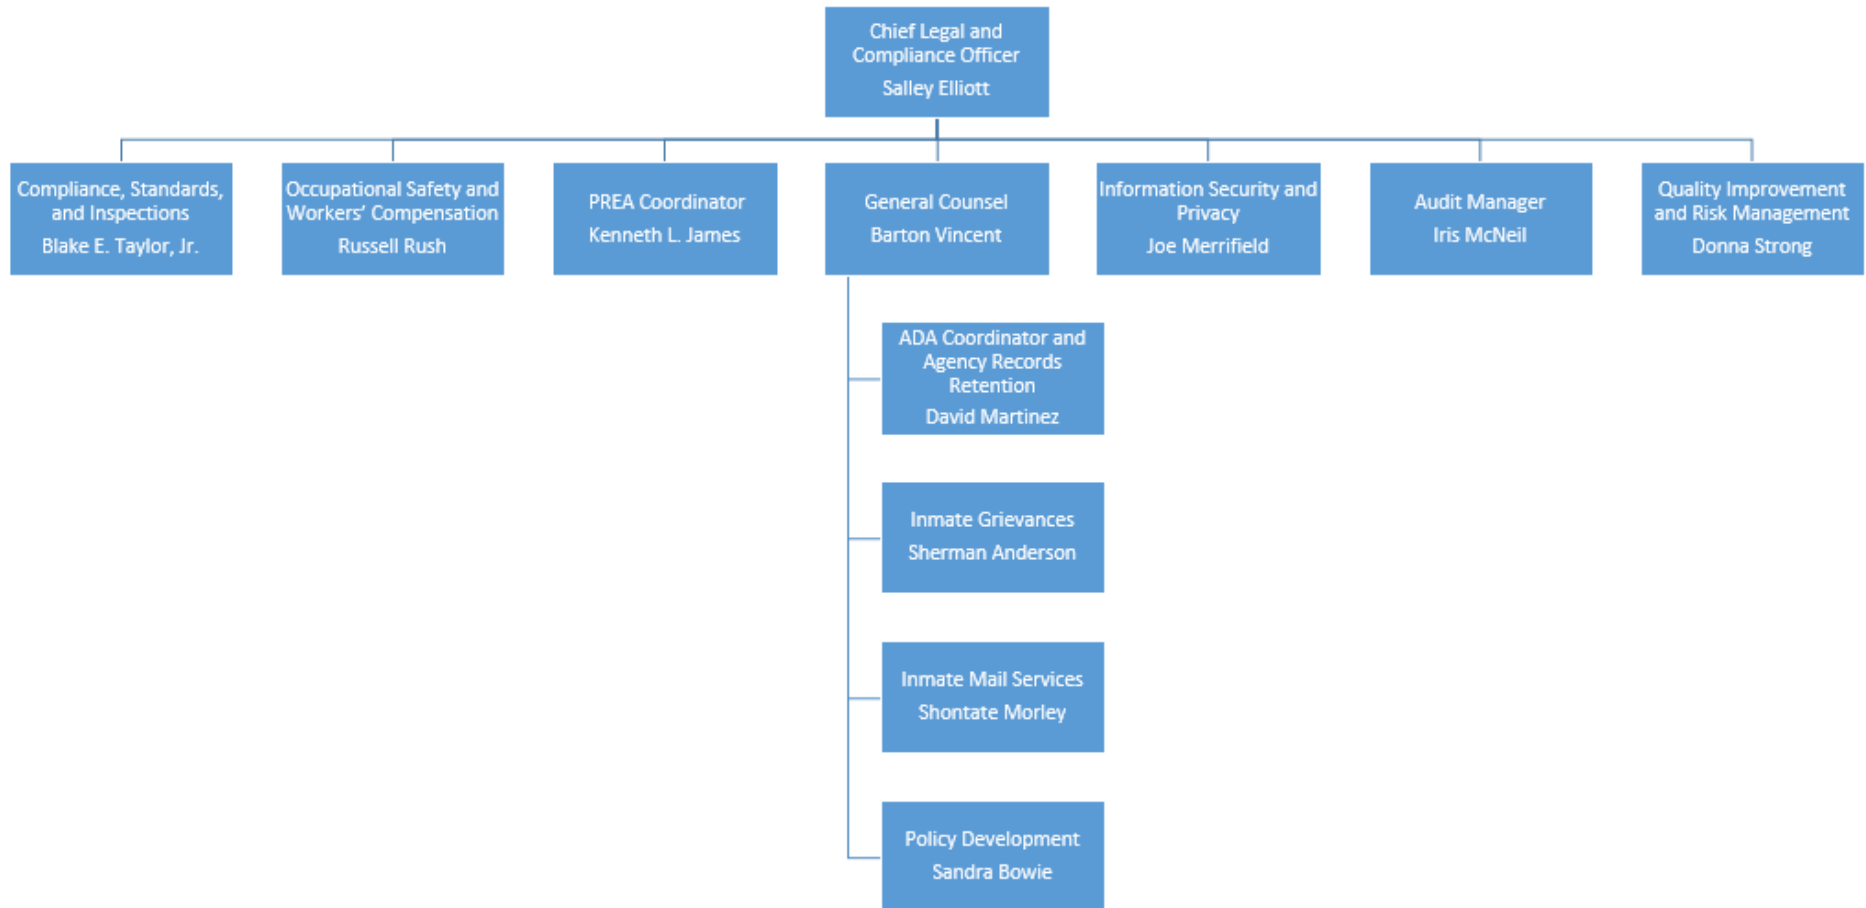 Chief Legal and
Compliance Officer
Salley Elliott
Compliance, Standards,
and Inspections
Blake E. Taylor, Jr.
Occupational Safety and
Workers’ Compensation
Russell Rush
PREA Coordinator
Kenneth L. James
General Counsel
Barton Vincent
Information Security and
Privacy
Joe Merrifield
Audit Manager
Iris McNeil
Quality Improvement
and Risk Management
Donna Strong
ADA Coordinator and
Agency Records
Retention
David Martinez
Inmate Grievances
Sherman Anderson
Inmate Mail Services
Shontate Morley
Policy Development
Sandra Bowie